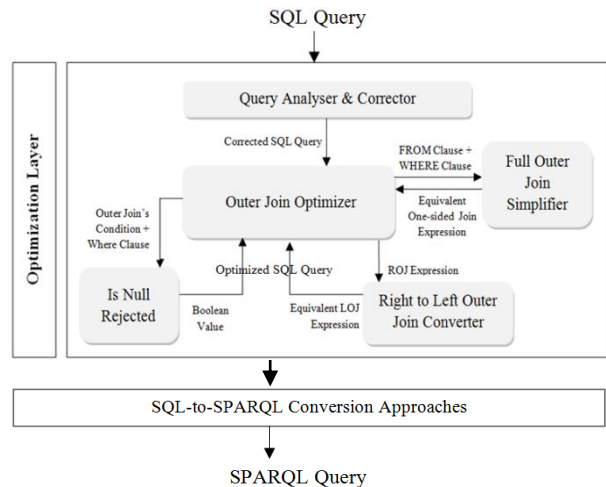 SQL Query
Optimization Layer
Query Analyser & Corrector
Corrected SQL Query
FROM Clause +
WHERE Clause
Full Outer
Join
Simplifier
Outer Join Optimizer
Equivalent
One-sided Join
Expression
Outer Join's
Condition +
Where Clause
Optimized SQL Query
ROJ Expression
Is Null
Rejected
Boolean
Value
Equivalent LOJ
Expression
Right to Left Outer
Join Converter
SQL-to-SPARQL Conversion Approaches
SPARQL Query